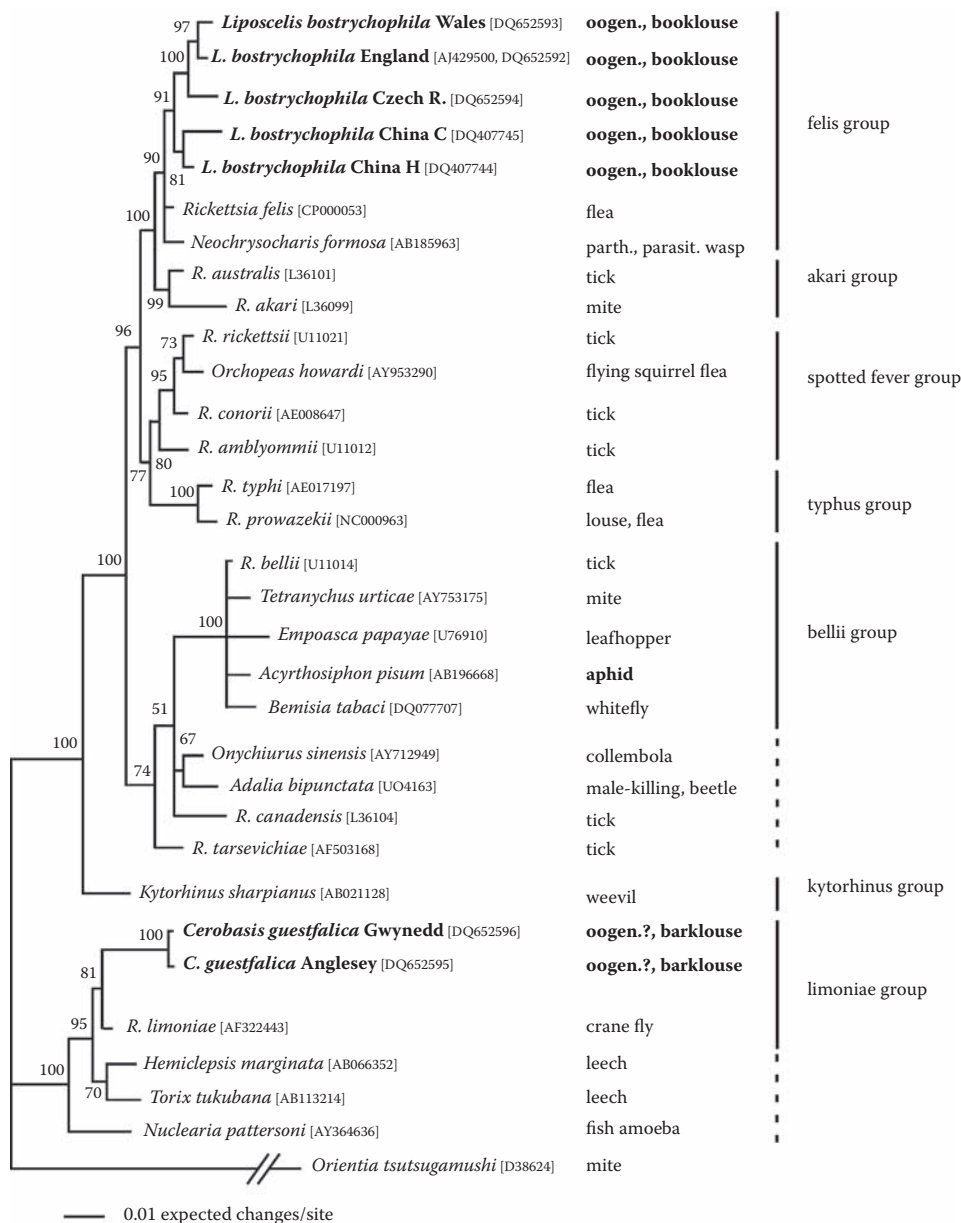 97 Liposcelis bostrychophila Wales [DQ652593] oogen., booklouse
100 L. bostrychophila England [AJ429500, DQ652592] oogen., booklouse
91 L. bostrychophila Czech R. [DQ652594] oogen., booklouse
felis group
L. bostrychophila China C [DQ407745] oogen., booklouse
90 81 L. bostrychophila China H [DQ407744] oogen., booklouse
100 Rickettsia felis [CP000053] flea
Neochrysocharis formosa [AB185963] parth., parasit. wasp
R. australis [L36101] tick
akari group
99 R. akari [L36099] mite
96 73 R. rickettsii [U11021] tick
95 Orchopeas howardi [AY953290] flying squirrel flea
spotted fever group
R. conorii [AE008647] tick
77 80 R. amblyommii [U11012] tick
100 R. typhi [AE017197] flea
typhus group
R. prowazekii [NC000963] louse, flea
100 R. bellii [U11014] tick
Tetranychus urticae [AY753175] mite
100 Empoasca papayae [U76910] leafhopper
bellii group
Acyrthosiphon pisum [AB196668] aphid
51 Bemisia tabaci [DQ077707] whitefly
100 67 Onychiurus sinensis [AY712949] collembola
74 Adalia bipunctata [UO4163] male-killing, beetle
R. canadensis [L36104] tick
R. tarsevichiae [AF503168] tick
Kytorhinus sharpianus [AB021128] weevil
kytorhinus group
100 Cerobasis guestfalica Gwynedd [DQ652596] oogen.?, barklouse
81 C. guestfalica Anglesey [DQ652595] oogen.?, barklouse
limoniae group
95 R. limoniae [AF322443] crane fly
100 Hemiclepsis marginata [AB066352] leech
70 Torix tukubana [AB113214] leech
Nuclearia pattersoni [AY364636] fish amoeba
Orientia tsutsugamushi [D38624] mite
0.01 expected changes/site